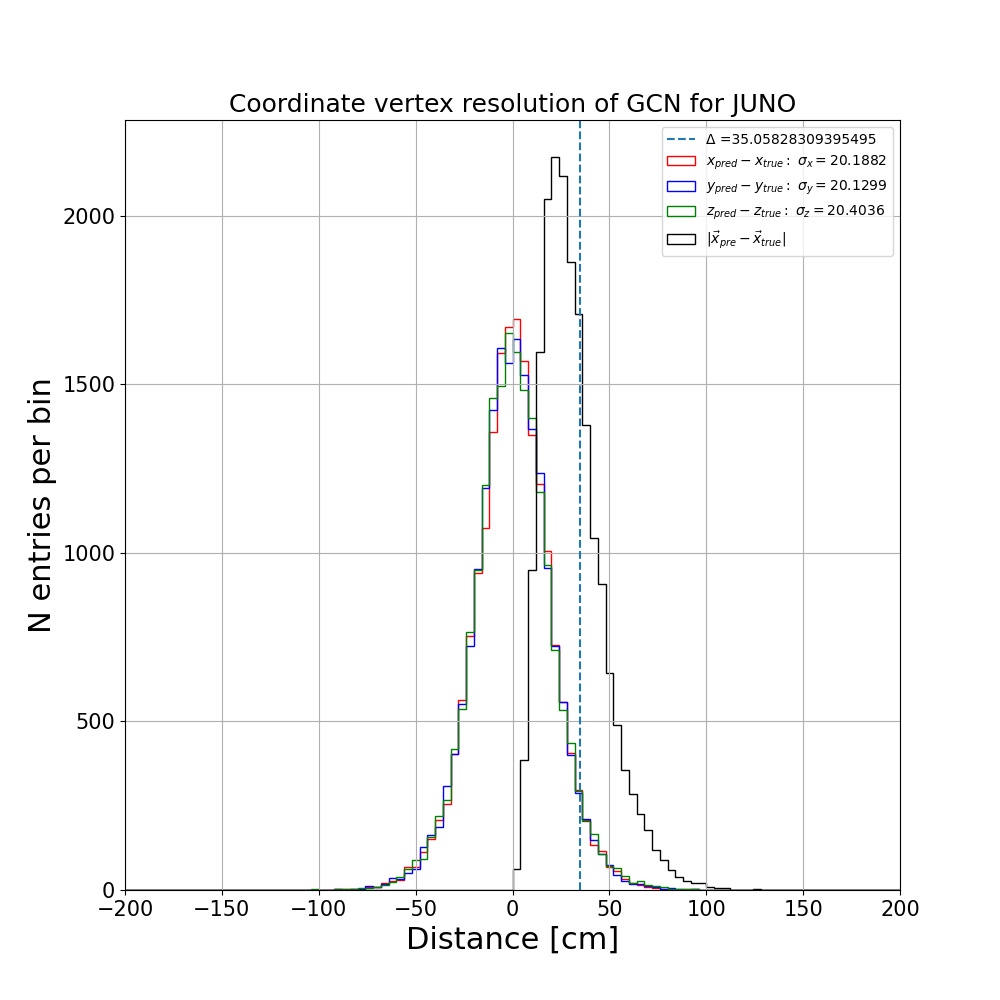 Coordinate vertex resolution of GCN for JUNO
Δ =35.05828309395495
x_pred − x_true : σ_x = 20.1882
y_pred − y_true : σ_y = 20.1299
z_pred − z_true : σ_z = 20.4036
|x⃗_pre − x⃗_true|
N entries per bin
2000
1500
1000
500
0
−200 −150 −100 −50 0 50 100 150 200
Distance [cm]